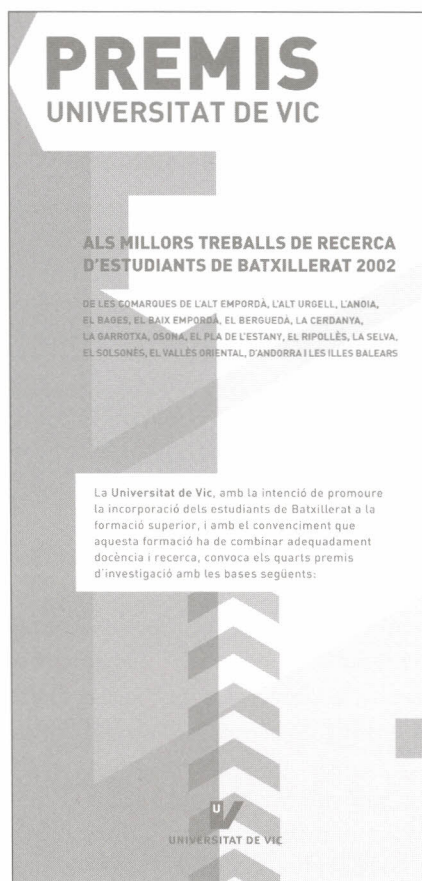 PREMIS
UNIVERSITAT DE VIC
ALS MILLORS TREBALLS DE RECERCA
D'ESTUDIANTS DE BATXILLERAT 2002
DE LES COMARQUES DE L'ALT EMPORDÀ, L'ALT URGELL, L'ANOIA,
EL BAGES, EL BAIX EMPORDÀ, EL BERGUEDÀ, LA CERDANYA,
LA GARROTXA, OSONA, EL PLA DE L'ESTANY, EL RIPOLLÈS, LA SELVA,
EL SOLSONÈS, EL VALLÈS ORIENTAL, D'ANDORRA I LES ILLES BALEARS
La Universitat de Vic, amb la intenció de promoure
la incorporació dels estudiants de Batxillerat a la
formació superior, i amb el convenciment que
aquesta formació ha de combinar adequadament
docència i recerca, convoca els quarts premis
d'investigació amb les bases següents:
U
UNIVERSITAT DE VIC